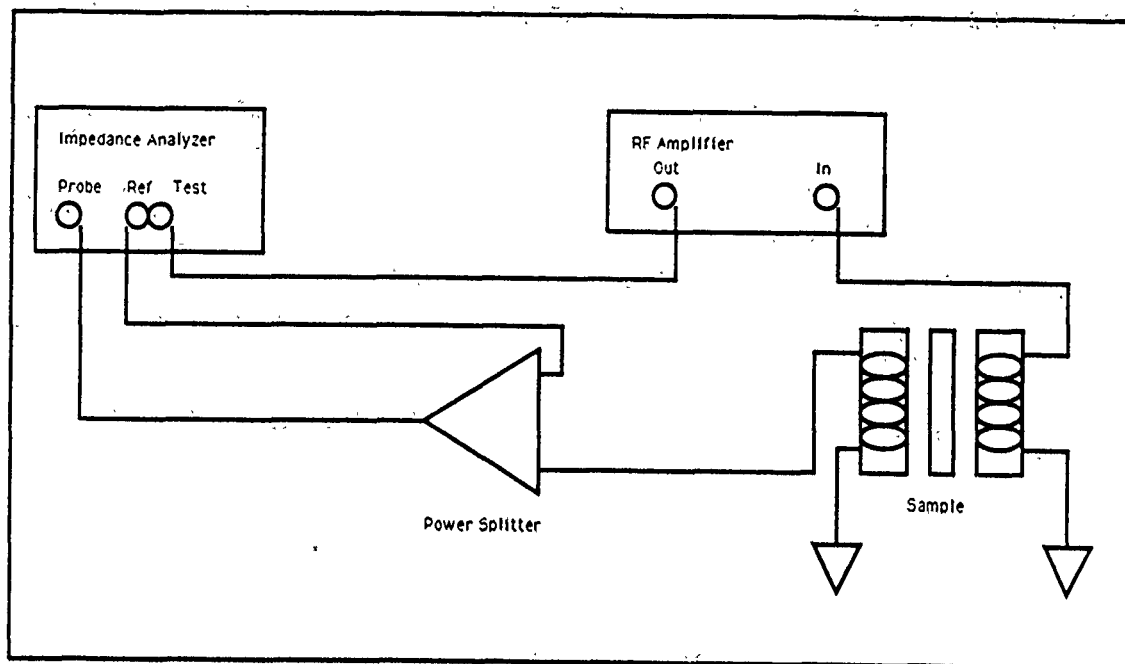 Impedance Analyzer
Probe Ref Test
RF Amplifier
Out In
Power Splitter
Sample